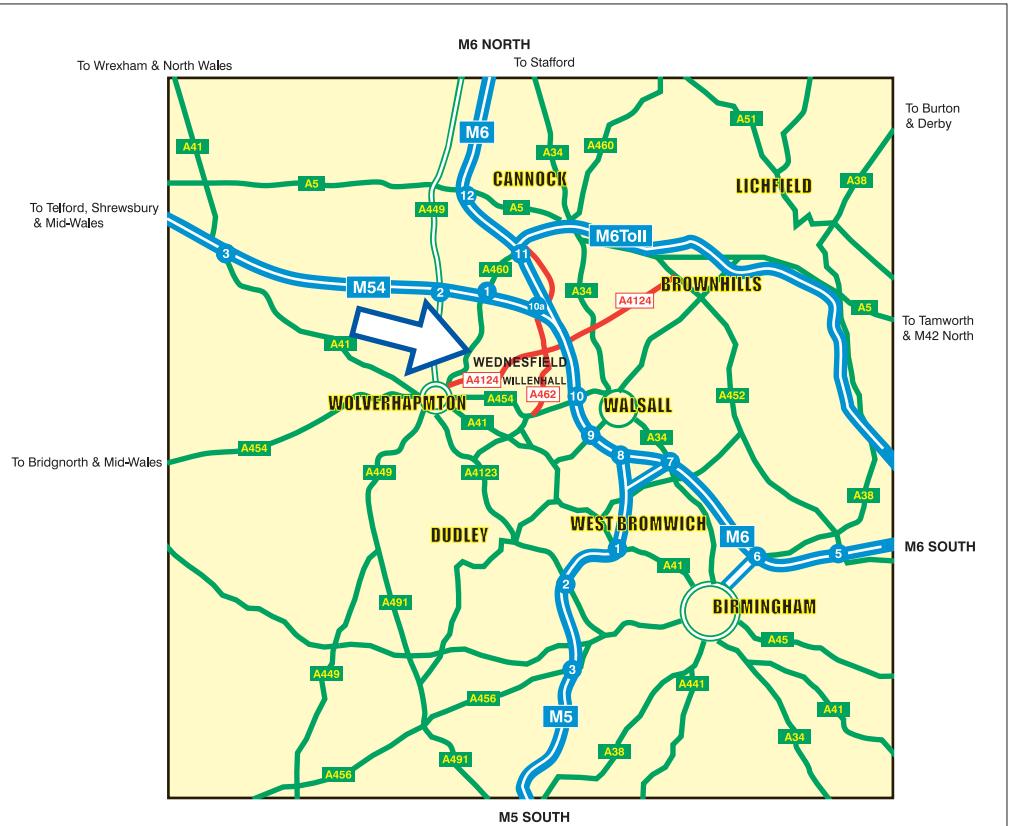 M6 NORTH
To Wrexham & North Wales
To Stafford
To Burton
& Derby
A51
M6
A41
A34
A460
CANNOCK
LICHFIELD
A38
A5
12
A5
To Telford, Shrewsbury
& Mid-Wales
A449
M6Toll
3
11
A460
BROWNHILLS
M54
2
1
A34
A4124
10a
A5
To Tamworth
& M42 North
A41
WEDNESFIELD
A4124
WILLENHALL
A462
10
A452
WOLVERHAPMTON
A454
WALSALL
A41
9
A34
A454
8
7
To Bridgnorth & Mid-Wales
A449
A4123
A38
DUDLEY
WEST BROMWICH
M6
1
6
5
M6 SOUTH
A41
2
A491
BIRMINGHAM
A45
3
A449
A441
A456
A41
M5
A34
A38
A491
A456
M5 SOUTH